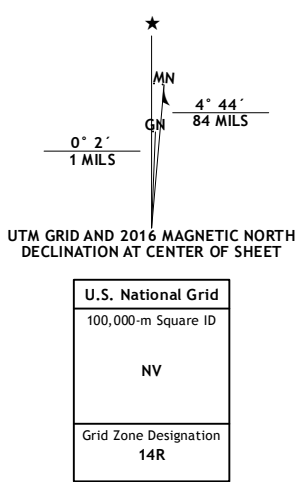 ★
MN
GN
4° 44´
84 MILS
0° 2´
1 MILS
UTM GRID AND 2016 MAGNETIC NORTH
DECLINATION AT CENTER OF SHEET
U.S. National Grid
100,000-m Square ID
NV
Grid Zone Designation
14R